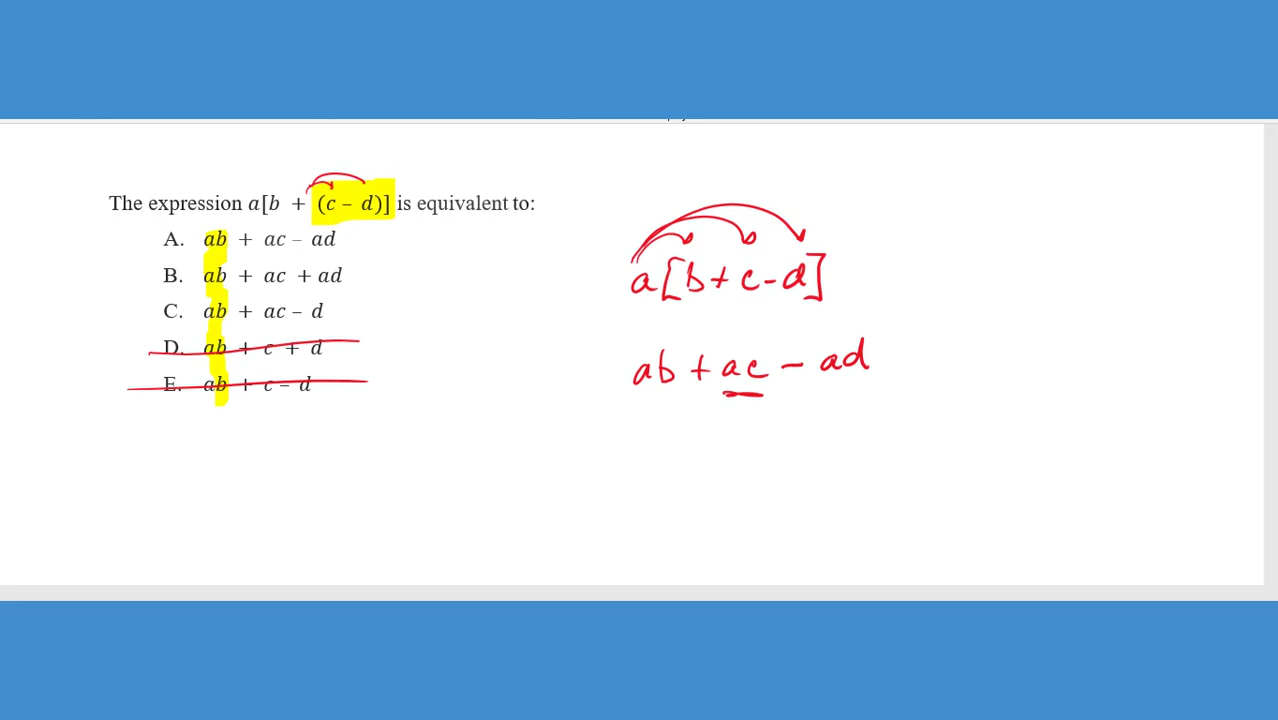 The expression a[b + (c – d)] is equivalent to:
A. ab + ac – ad
B. ab + ac + ad
C. ab + ac – d
D. ab + c + d
E. ab + c – d
a[b+c-d]
ab + ac - ad